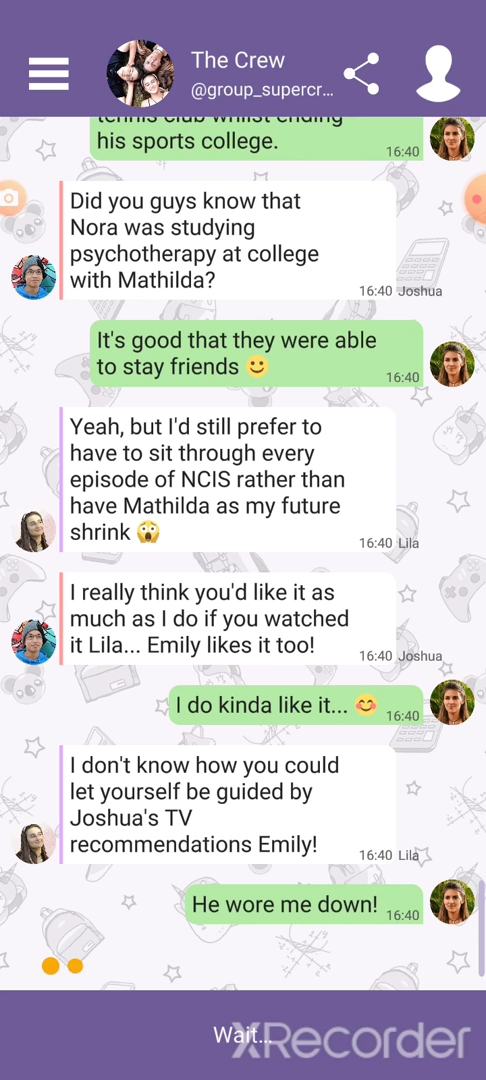 The Crew
@group_supercr...
tennis club whilst ending
his sports college.
16:40
Did you guys know that
Nora was studying
psychotherapy at college
with Mathilda?
16:40 Joshua
It's good that they were able
to stay friends 🙂
16:40
Yeah, but I'd still prefer to
have to sit through every
episode of NCIS rather than
have Mathilda as my future
shrink 😱
16:40 Lila
I really think you'd like it as
much as I do if you watched
it Lila... Emily likes it too!
16:40 Joshua
I do kinda like it... 😊
16:40
I don't know how you could
let yourself be guided by
Joshua's TV
recommendations Emily!
16:40 Lila
He wore me down!
16:40
Wait...
XRecorder